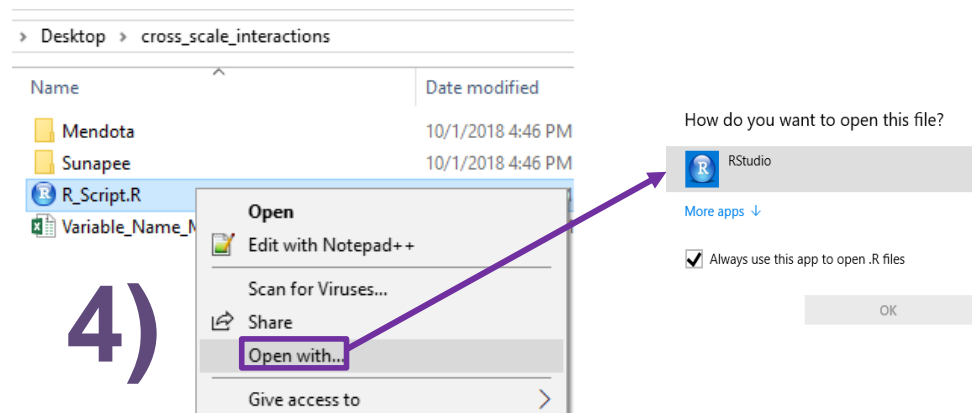 > Desktop > cross_scale_interactions
Name Date modified
Mendota 10/1/2018 4:46 PM
Sunapee 10/1/2018 4:46 PM
R_Script.R
Variable_Name_
Open
Edit with Notepad++
Scan for Viruses...
Share
Open with...
Give access to
4)
How do you want to open this file?
R RStudio
More apps ↓
Always use this app to open .R files
OK